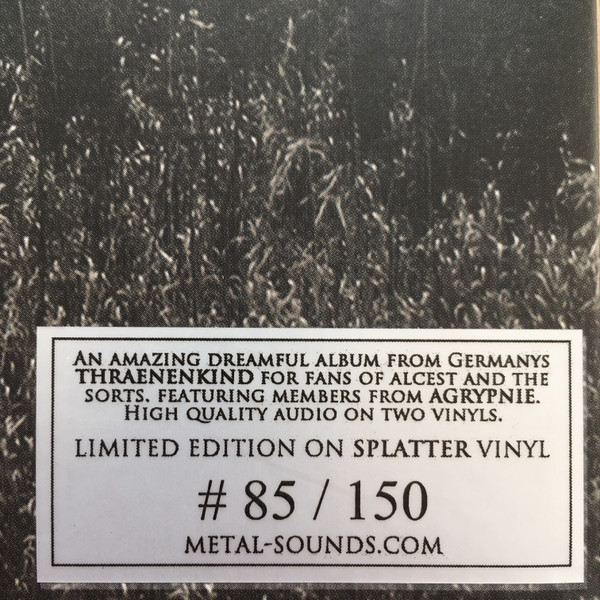 AN AMAZING DREAMFUL ALBUM FROM GERMANYS
THRAENENKIND FOR FANS OF ALCEST AND THE
SORTS. FEATURING MEMBERS FROM AGRYPNIE.
HIGH QUALITY AUDIO ON TWO VINYLS.
LIMITED EDITION ON SPLATTER VINYL
# 85 / 150
METAL-SOUNDS.COM